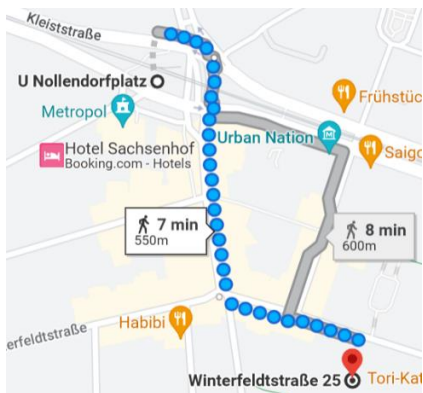 Kleiststraße
U Nollendorfplatz
Frühstüc
Metropol
Urban Nation
Hotel Sachsenhof
Booking.com - Hotels
Saigo
7 min
550m
8 min
600m
Habibi
erfeldtstraße
Winterfeldtstraße 25
Tori-Kat